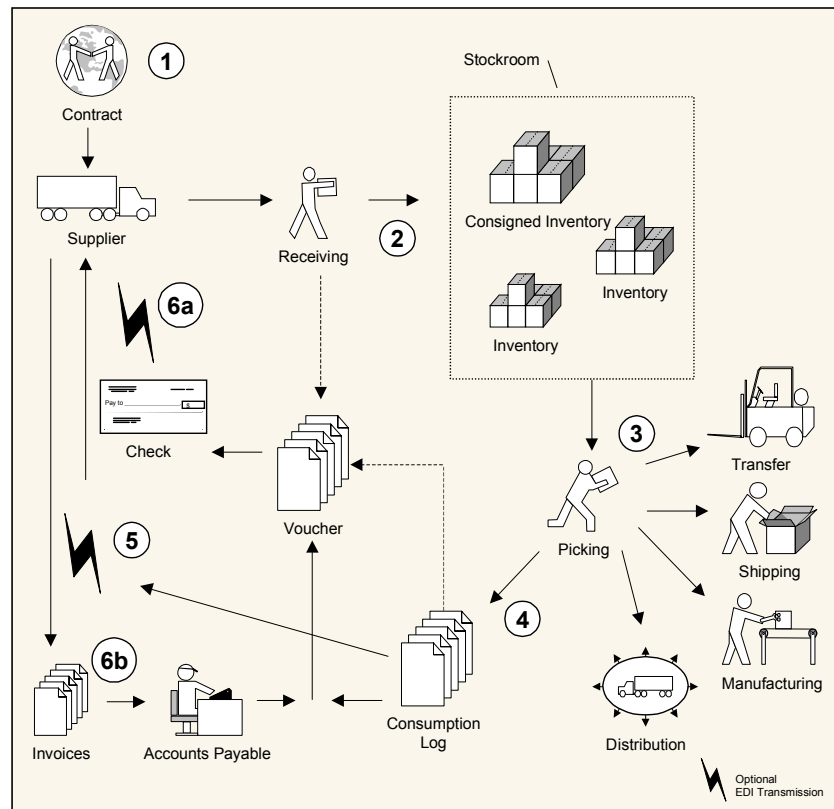 1
Contract
Stockroom
Supplier
Receiving
2
Consigned Inventory
Inventory
Inventory
6a
Pay to
$
Check
Voucher
3
Picking
Transfer
Shipping
Manufacturing
Distribution
5
4
6b
Invoices
Accounts Payable
Consumption
Log
Optional
EDI Transmission